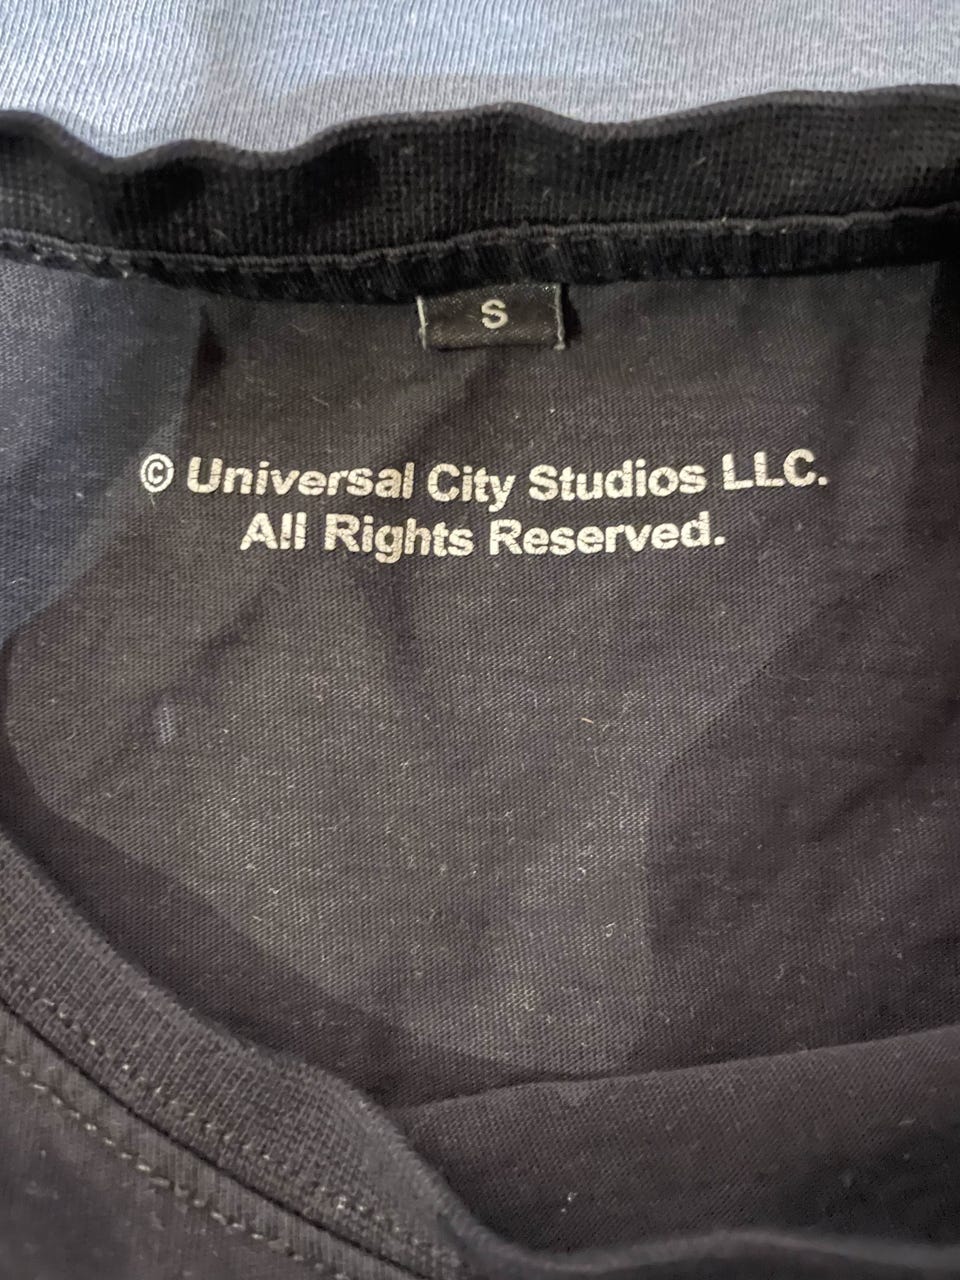 S
© Universal City Studios LLC.
All Rights Reserved.